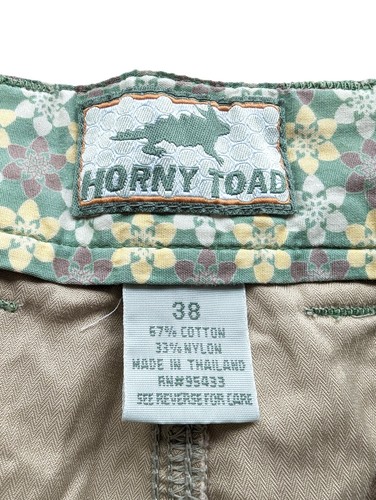 HORNY TOAD
38
67% COTTON
33% NYLON
MADE IN THAILAND
RN#95433
SEE REVERSE FOR CARE